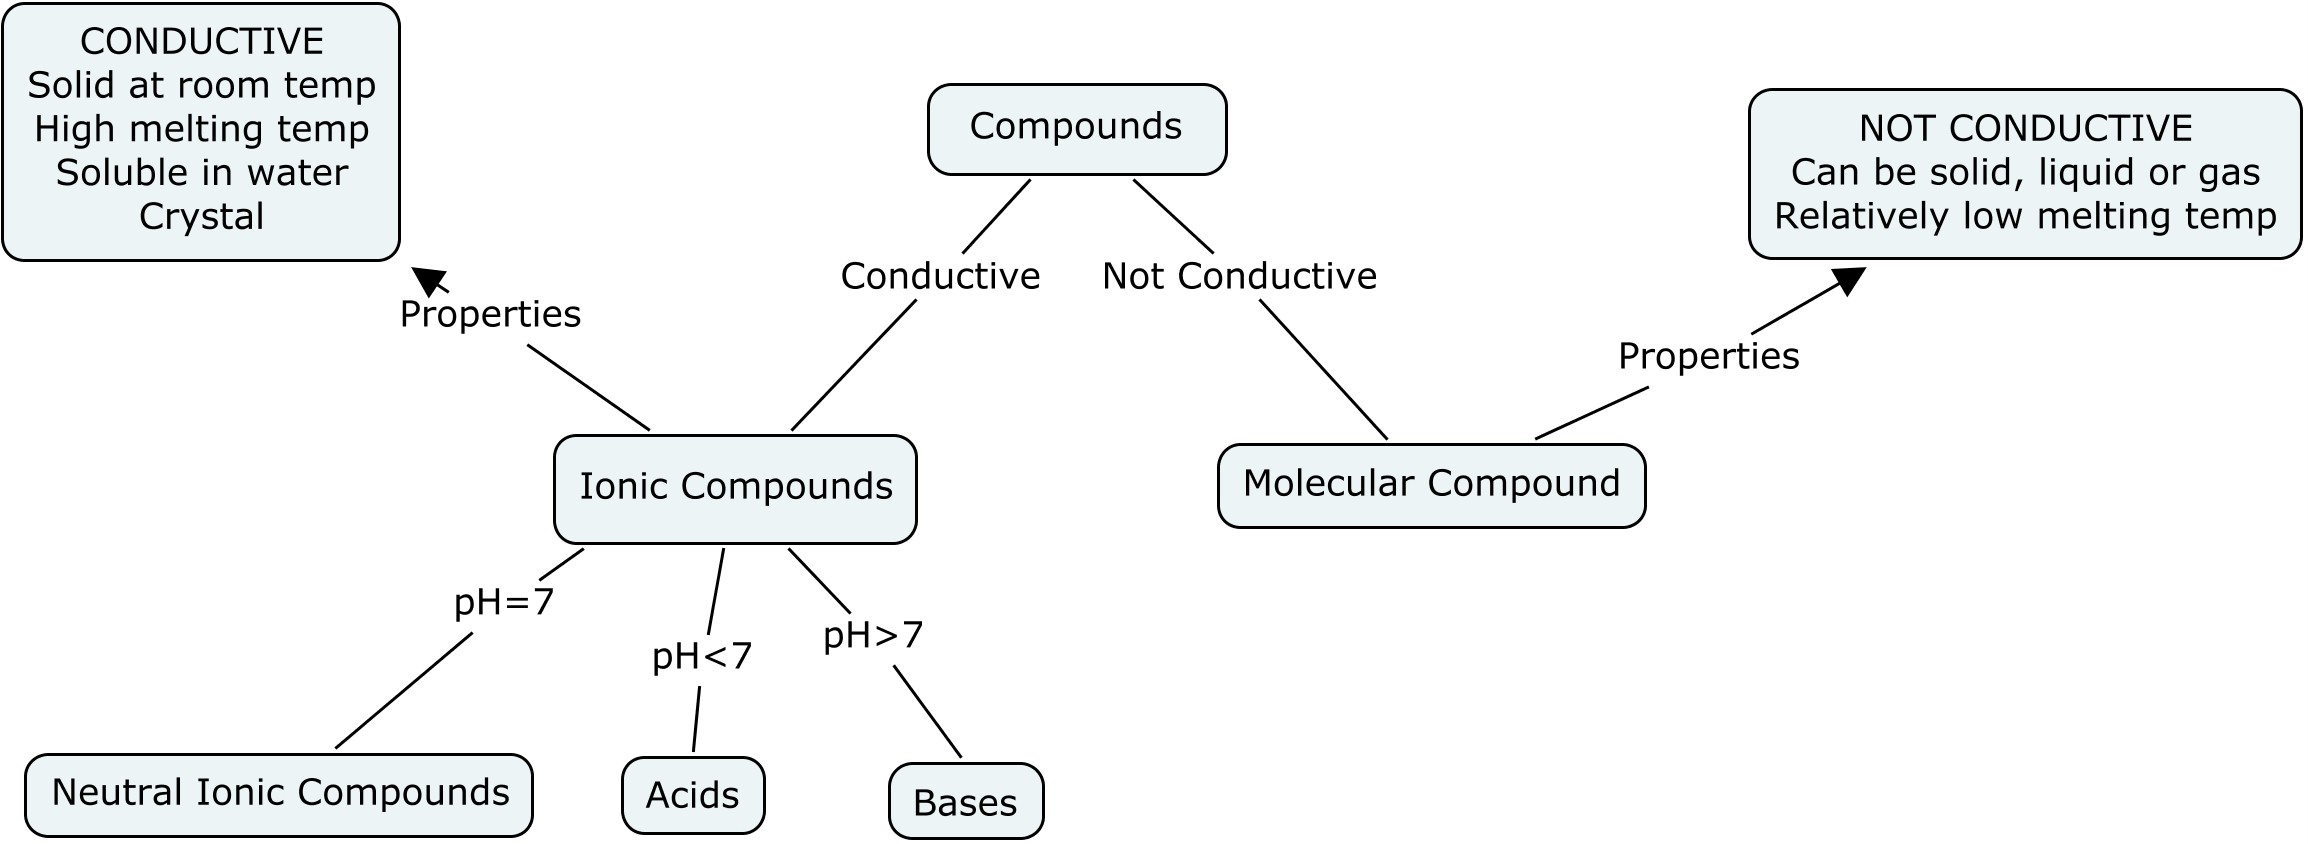 CONDUCTIVE
Solid at room temp
High melting temp
Soluble in water
Crystal
Compounds
NOT CONDUCTIVE
Can be solid, liquid or gas
Relatively low melting temp
Conductive
Not Conductive
Properties
Properties
Ionic Compounds
Molecular Compound
pH=7
pH<7
pH>7
Neutral Ionic Compounds
Acids
Bases